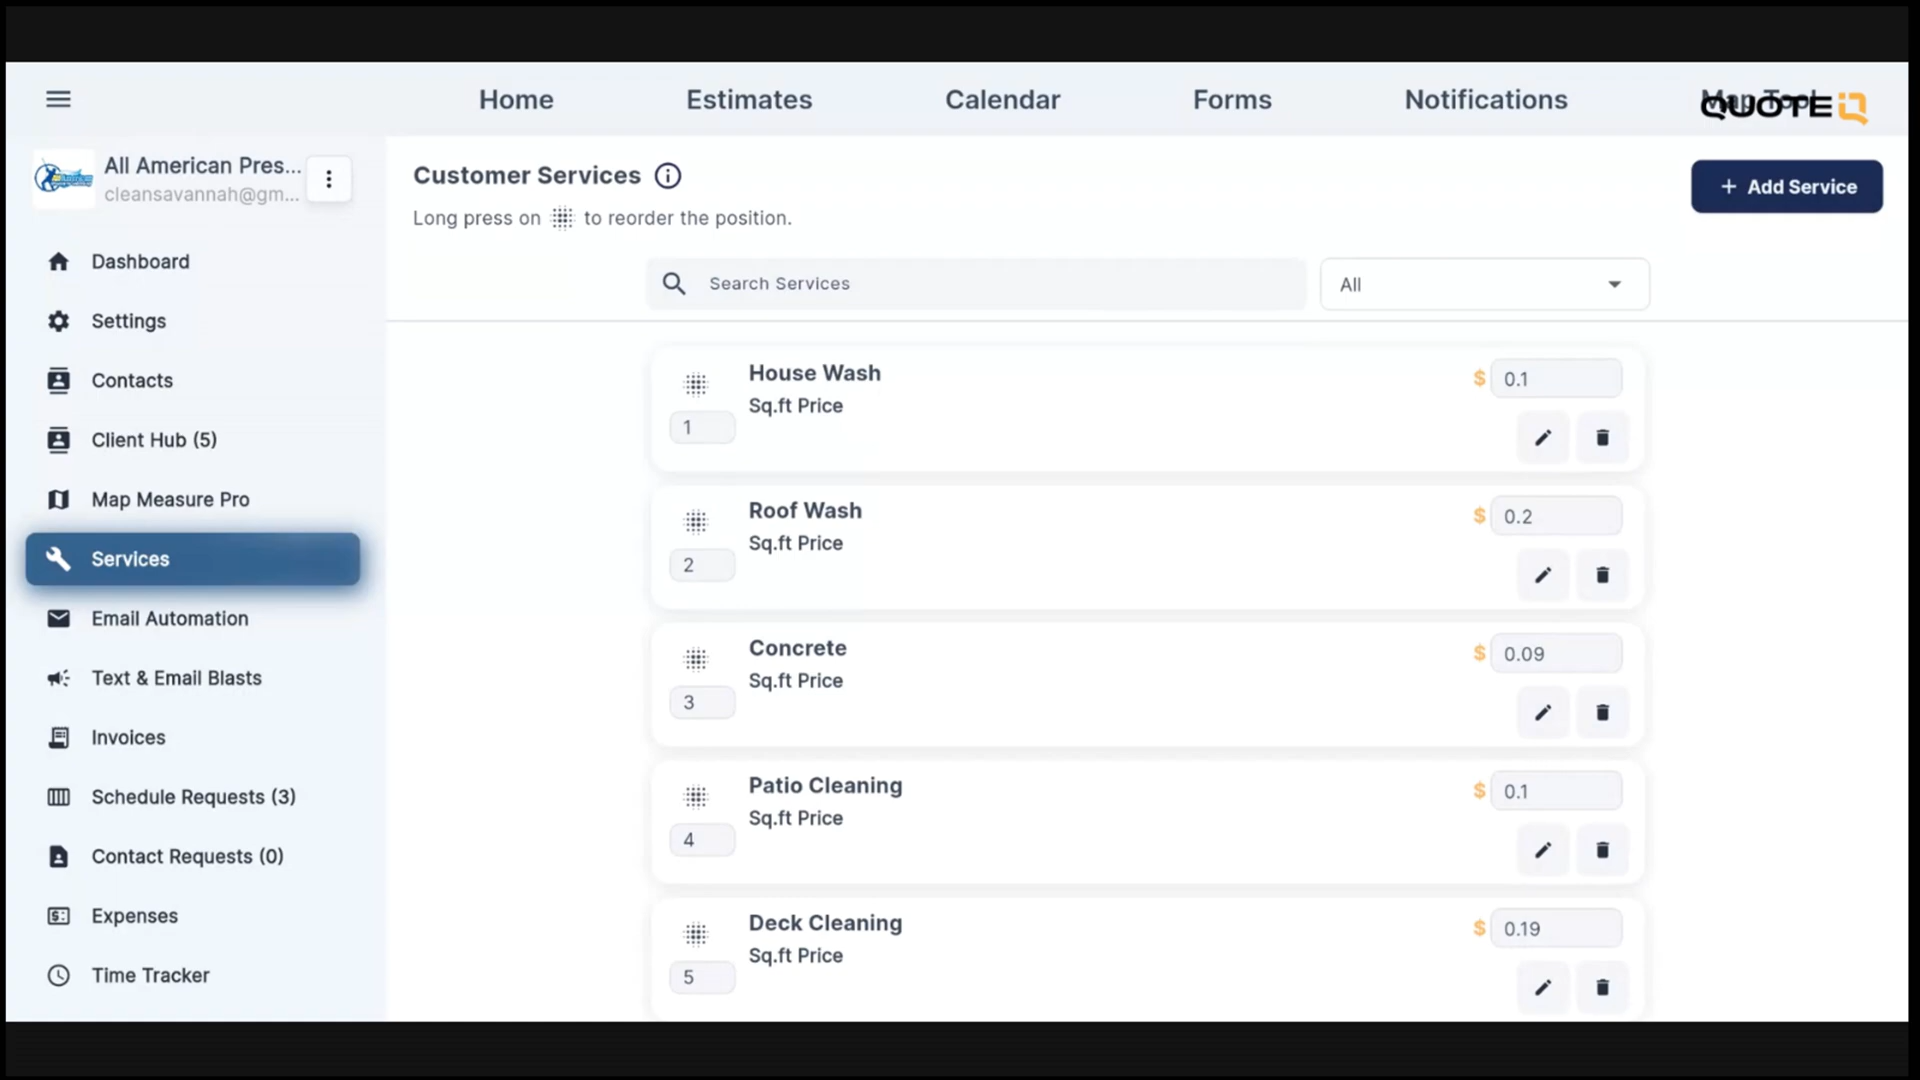 Home Estimates Calendar Forms Notifications Map Tool
QUOTE IQ
All American Pres...
cleansavannah@gm...
Dashboard
Settings
Contacts
Client Hub (5)
Map Measure Pro
Services
Email Automation
Text & Email Blasts
Invoices
Schedule Requests (3)
Contact Requests (0)
Expenses
Time Tracker
Customer Services
Long press on to reorder the position.
+ Add Service
Search Services
All
House Wash
Sq.ft Price
1
$ 0.1
Roof Wash
Sq.ft Price
2
$ 0.2
Concrete
Sq.ft Price
3
$ 0.09
Patio Cleaning
Sq.ft Price
4
$ 0.1
Deck Cleaning
Sq.ft Price
5
$ 0.19